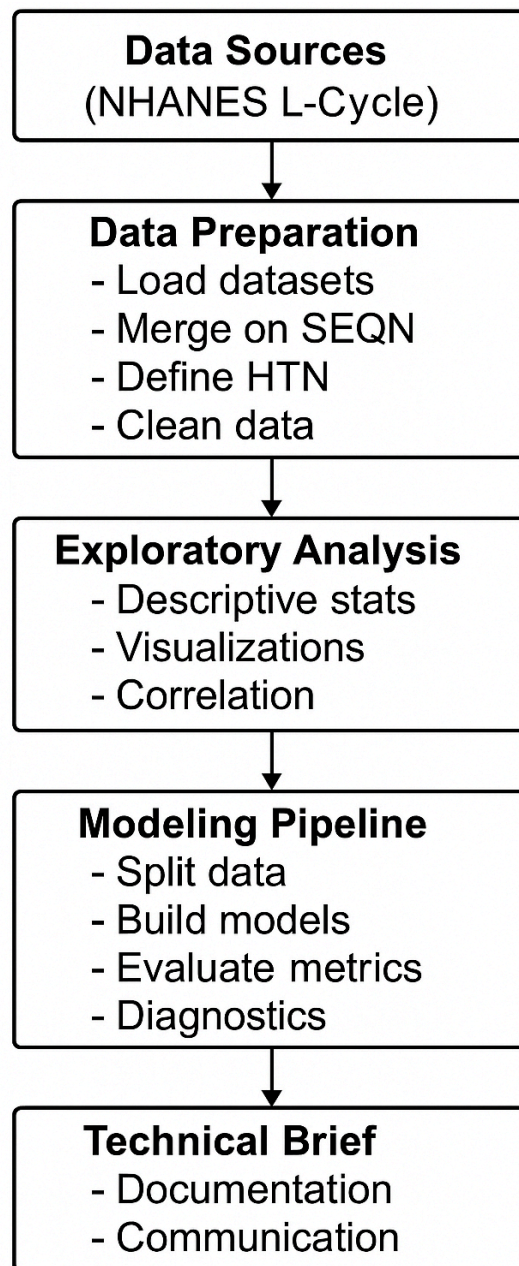 Data Sources
(NHANES L-Cycle)
Data Preparation
- Load datasets
- Merge on SEQN
- Define HTN
- Clean data
Exploratory Analysis
- Descriptive stats
- Visualizations
- Correlation
Modeling Pipeline
- Split data
- Build models
- Evaluate metrics
- Diagnostics
Technical Brief
- Documentation
- Communication